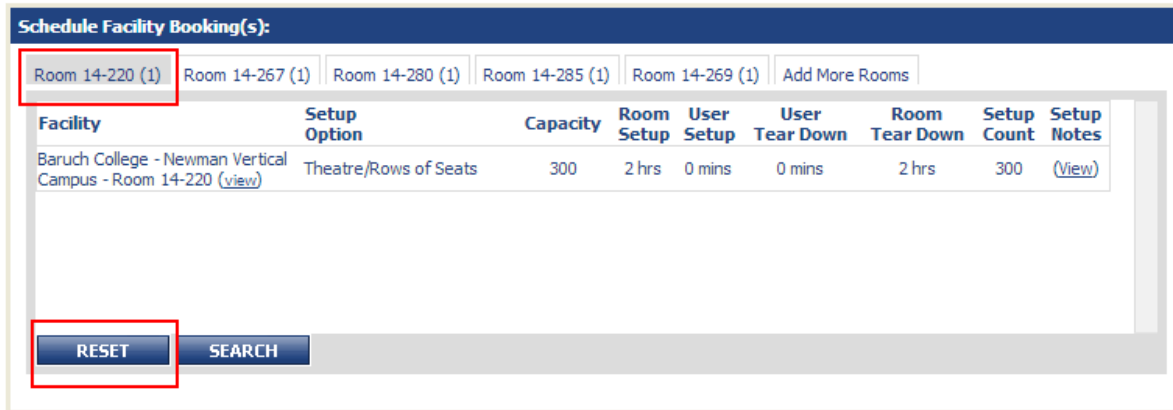 Schedule Facility Booking(s):
Room 14-220 (1) Room 14-267 (1) Room 14-280 (1) Room 14-285 (1) Room 14-269 (1) Add More Rooms
Facility Setup Option Capacity Room Setup User Setup User Tear Down Room Tear Down Setup Count Setup Notes
Baruch College - Newman Vertical Campus - Room 14-220 (view) Theatre/Rows of Seats 300 2 hrs 0 mins 0 mins 2 hrs 300 (View)
RESET SEARCH